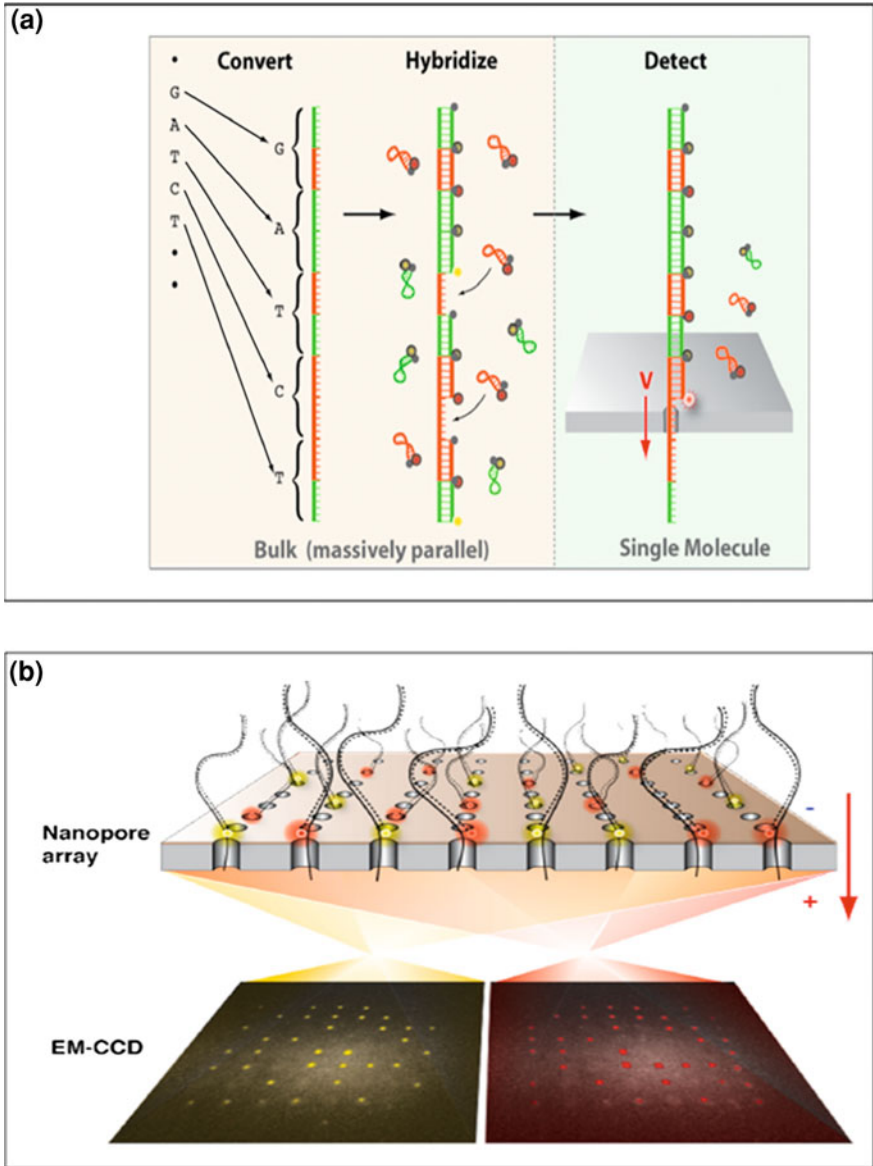 (a)
Convert Hybridize Detect
•
G
A
T
C
T
•
•
G
A
T
C
T
V
Bulk (massively parallel) Single Molecule
(b)
Nanopore
array
-
+
EM-CCD